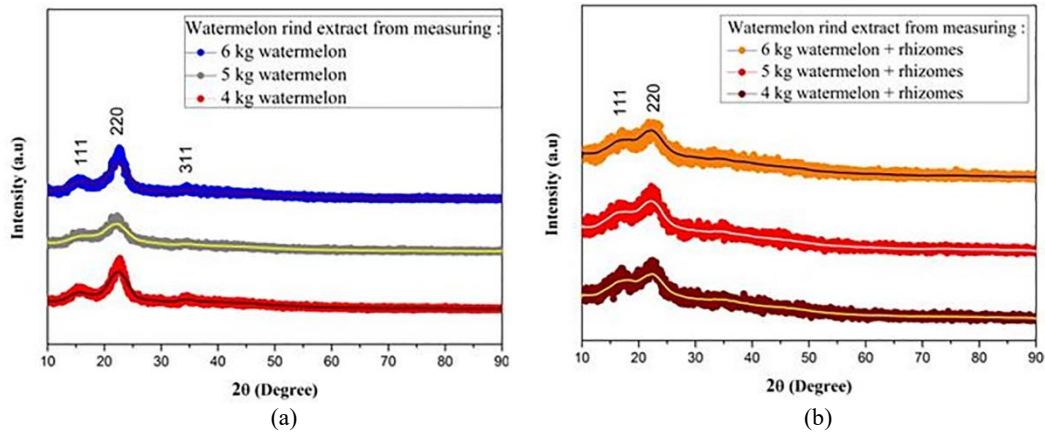 Watermelon rind extract from measuring :
6 kg watermelon
5 kg watermelon
4 kg watermelon
111
220
311
Intensity (a.u)
10 20 30 40 50 60 70 80 90
2θ (Degree)
(a)
Watermelon rind extract from measuring :
6 kg watermelon + rhizomes
5 kg watermelon + rhizomes
4 kg watermelon + rhizomes
111
220
Intensity (a.u)
10 20 30 40 50 60 70 80 90
2θ (Degree)
(b)